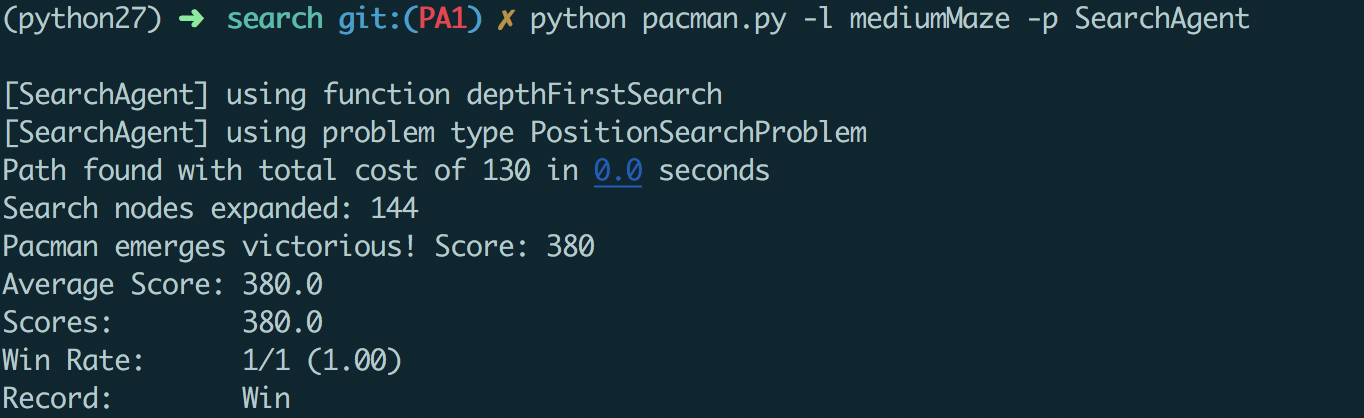 (python27) ➜  search git:(PA1) ✗ python pacman.py -l mediumMaze -p SearchAgent
[SearchAgent] using function depthFirstSearch
[SearchAgent] using problem type PositionSearchProblem
Path found with total cost of 130 in 0.0 seconds
Search nodes expanded: 144
Pacman emerges victorious! Score: 380
Average Score: 380.0
Scores:        380.0
Win Rate:      1/1 (1.00)
Record:        Win